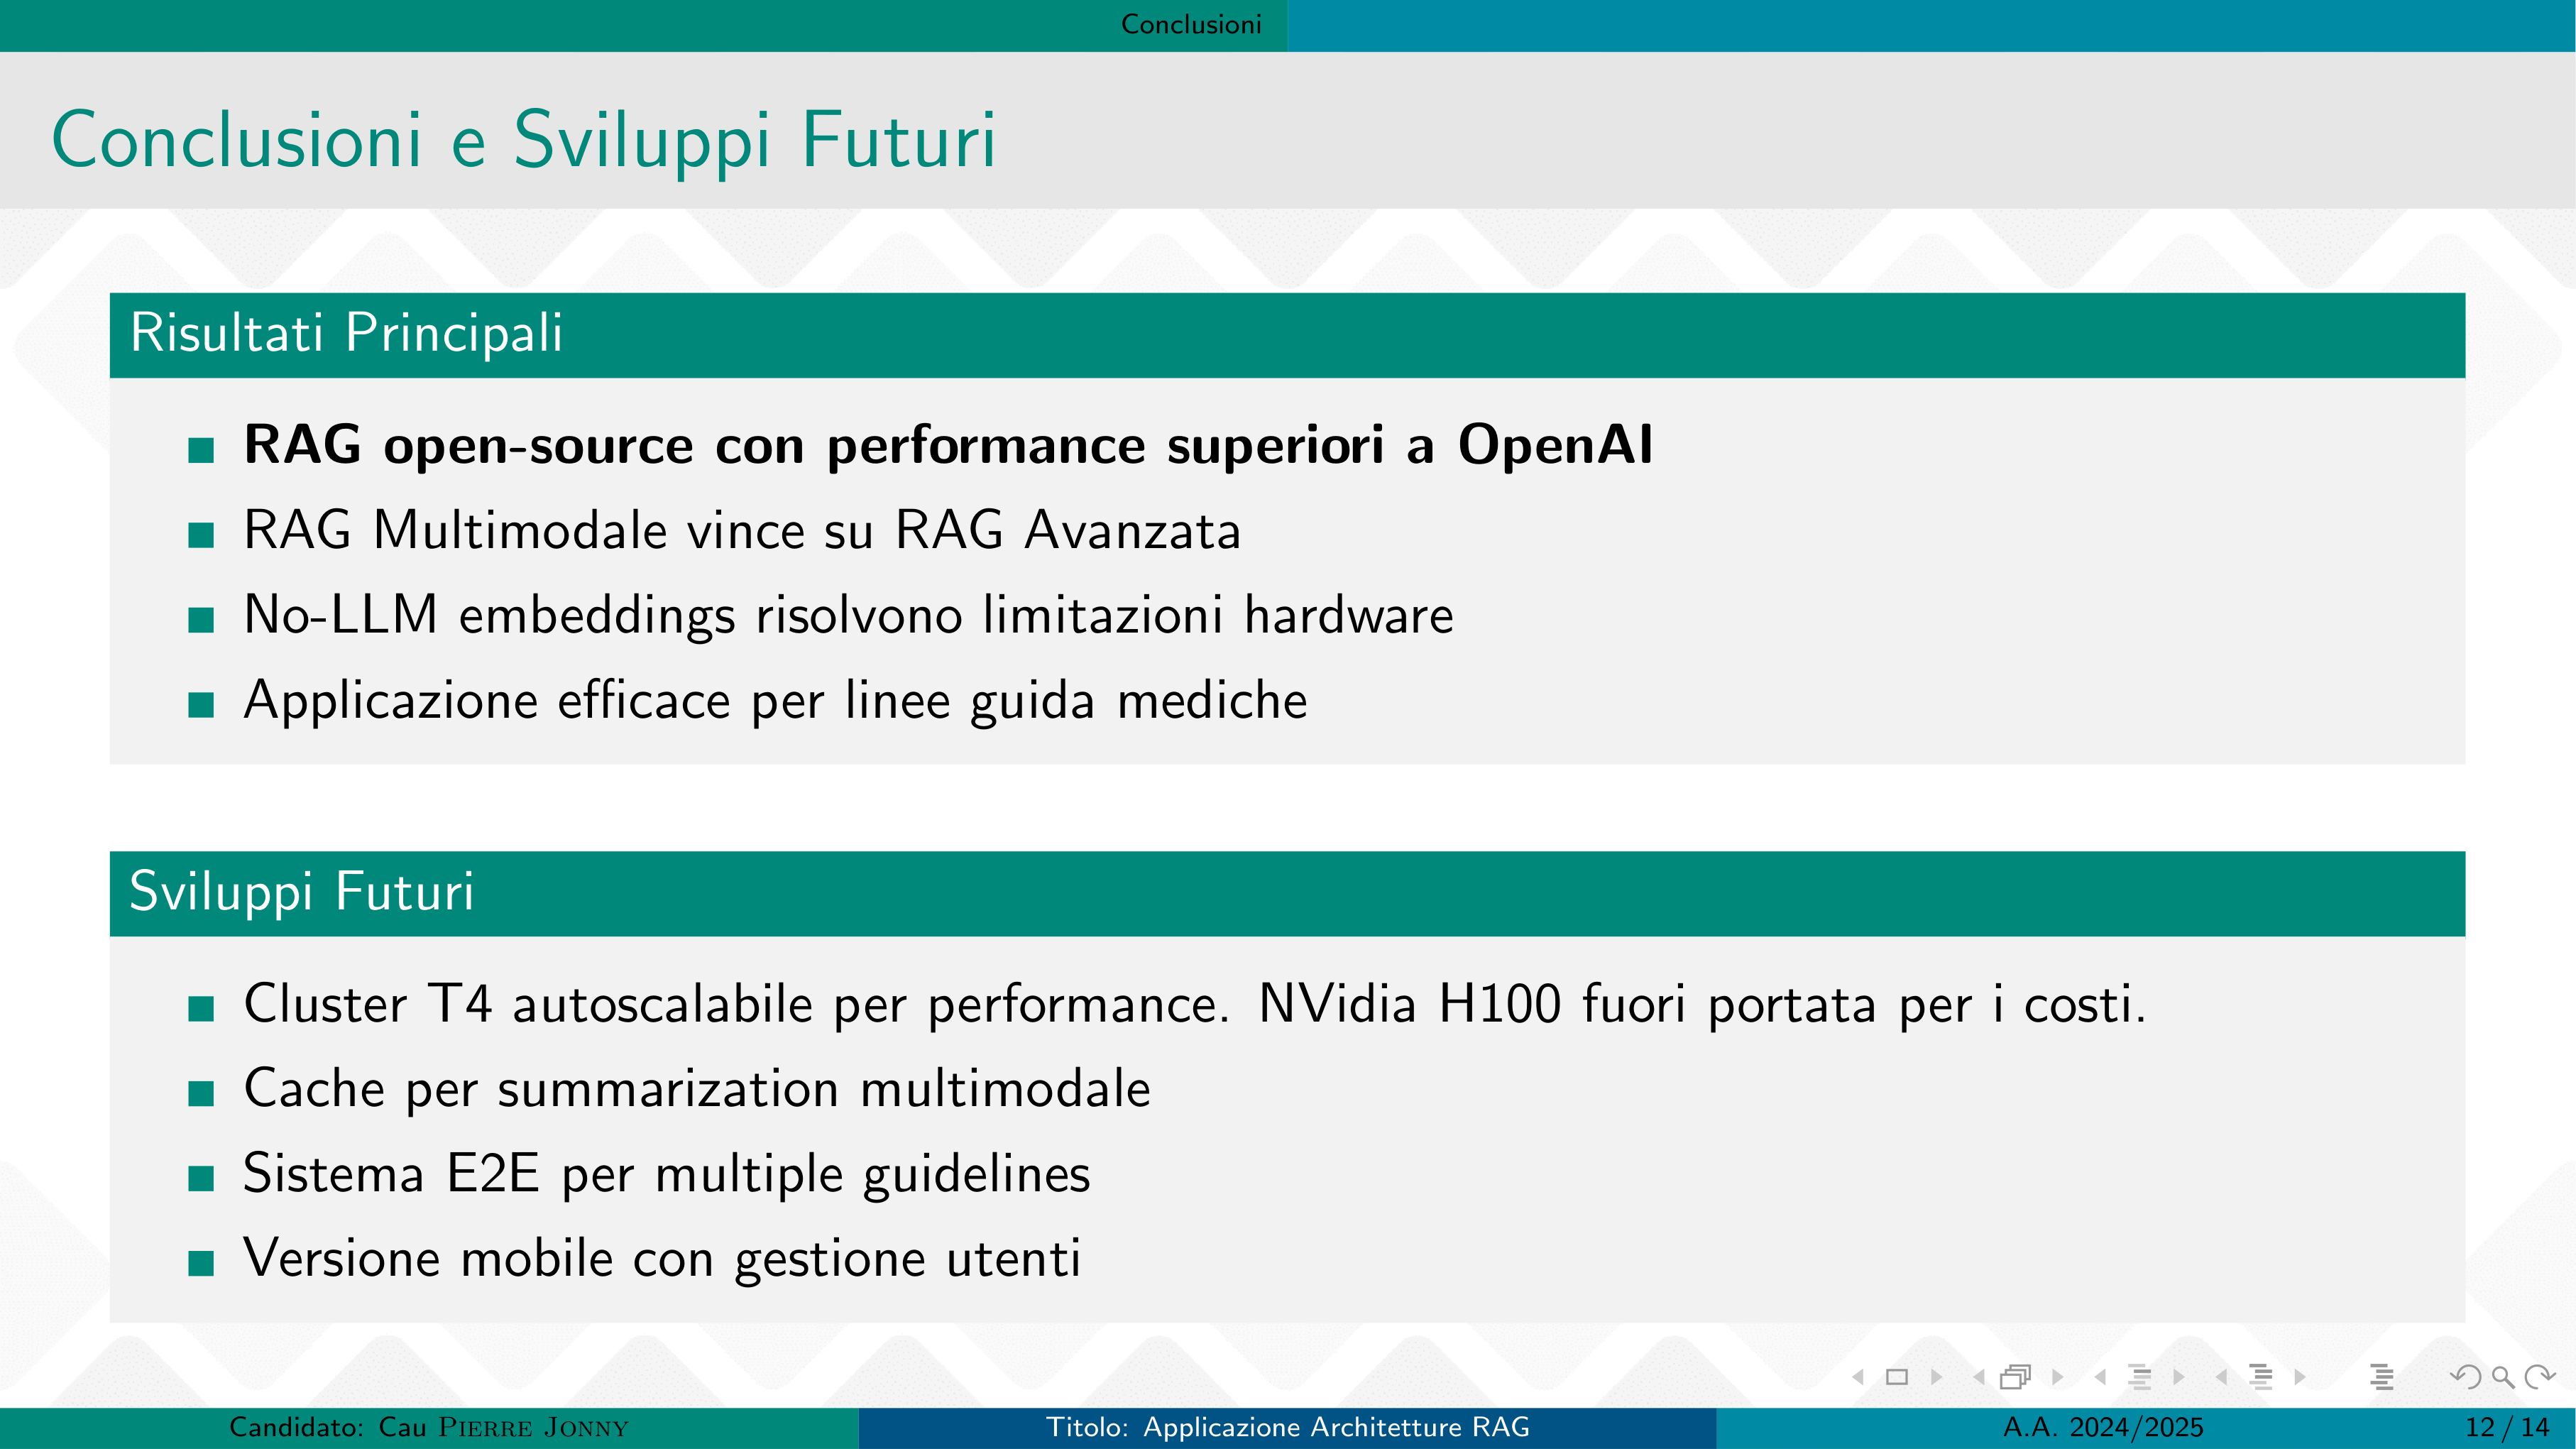 Conclusioni
Conclusioni e Sviluppi Futuri
Risultati Principali
RAG open-source con performance superiori a OpenAI
RAG Multimodale vince su RAG Avanzata
No-LLM embeddings risolvono limitazioni hardware
Applicazione efficace per linee guida mediche
Sviluppi Futuri
Cluster T4 autoscalabile per performance. NVidia H100 fuori portata per i costi.
Cache per summarization multimodale
Sistema E2E per multiple guidelines
Versione mobile con gestione utenti
Candidato: Cau PIERRE JONNY
Titolo: Applicazione Architetture RAG
A.A. 2024/2025
12 / 14